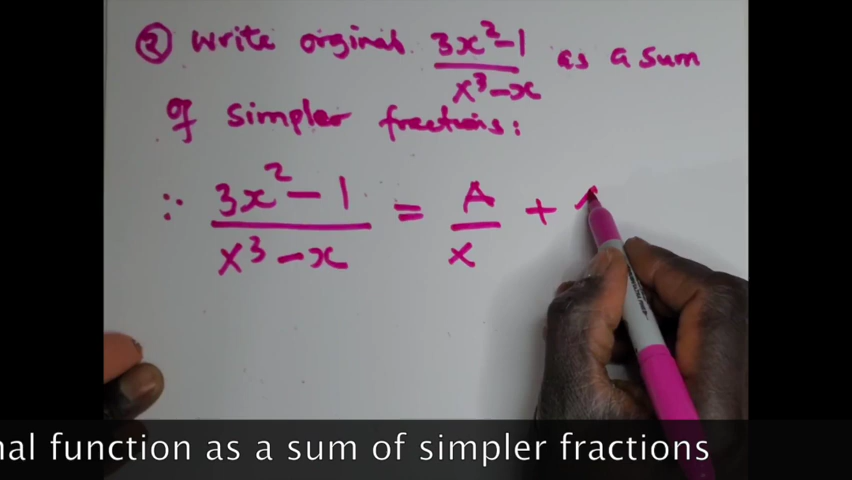 ② Write orginal 3x²-1/x³-x as a sum
of simpler fractions:
∴ 3x²-1/x³-x = A/x +
nal function as a sum of simpler fractions